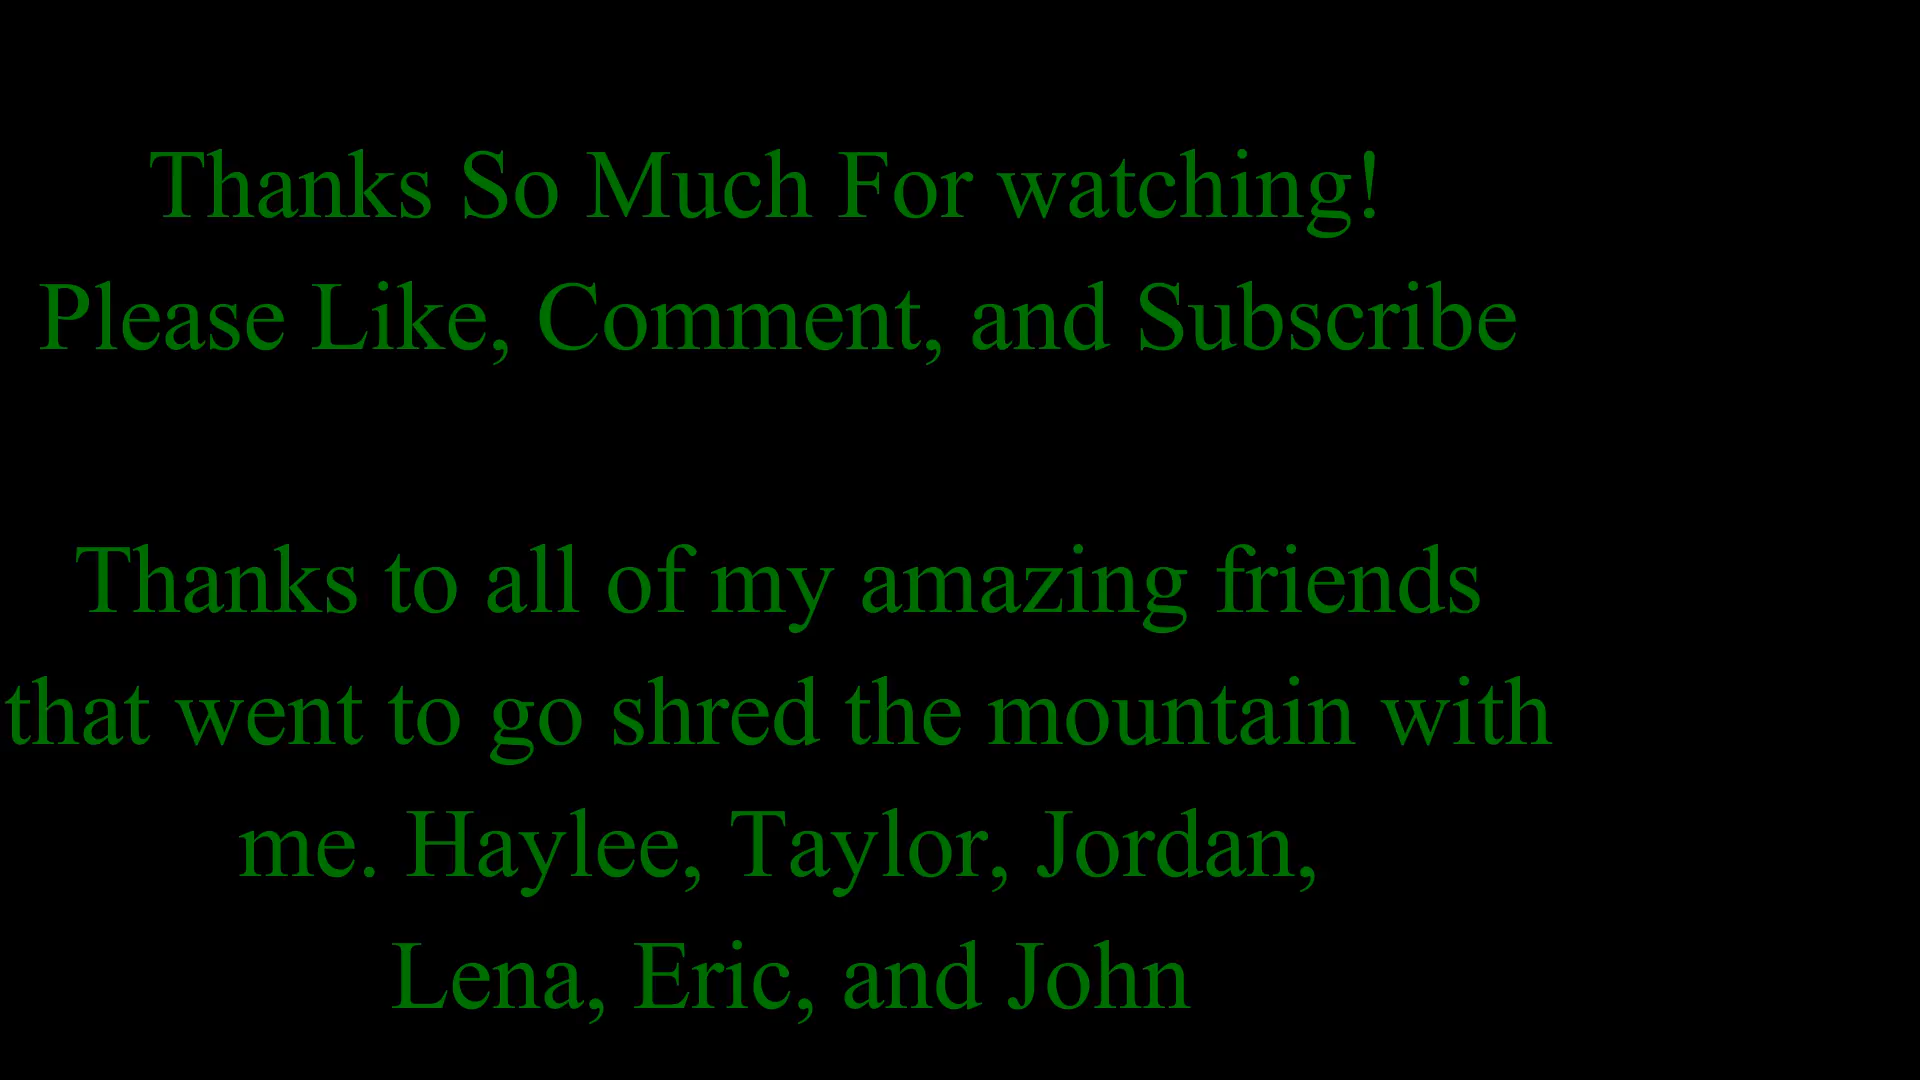 Thanks So Much For watching!
Please Like, Comment, and Subscribe
Thanks to all of my amazing friends
that went to go shred the mountain with
me. Haylee, Taylor, Jordan,
Lena, Eric, and John